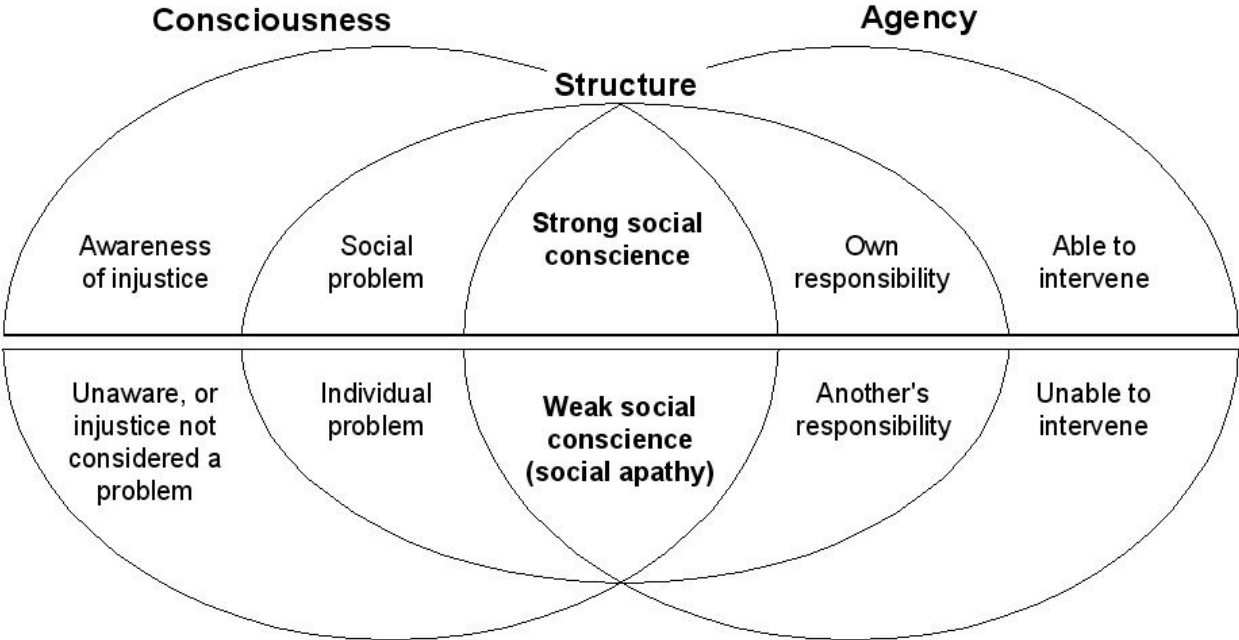 Consciousness
Agency
Structure
Awareness
of injustice
Social
problem
Strong social
conscience
Own
responsibility
Able to
intervene
Unaware, or
injustice not
considered a
problem
Individual
problem
Weak social
conscience
(social apathy)
Another's
responsibility
Unable to
intervene